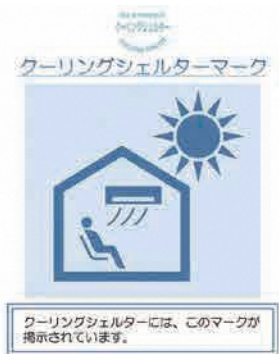 クーリングシェルターマーク
クーリングシェルターには、このマークが
掲示されています。